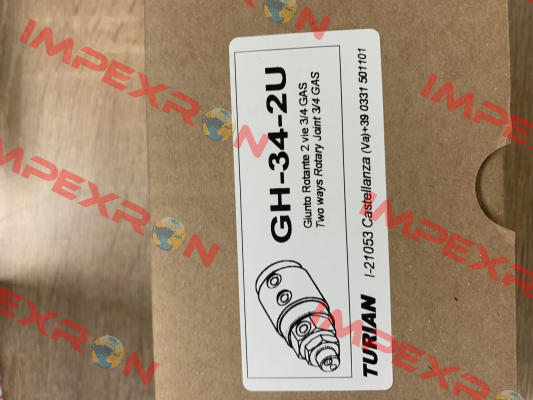 GH-34-2U
Giunto Rotante 2 vie 3/4 GAS
Two ways Rotary Joint 3/4 GAS
TURIAN I-21053 Castellanza (Va)+39 0331 501101
IMPEXRON
IMPEXRON
IMPEXRON
IMPEXRON
IMPEXRON
IMPEXRON